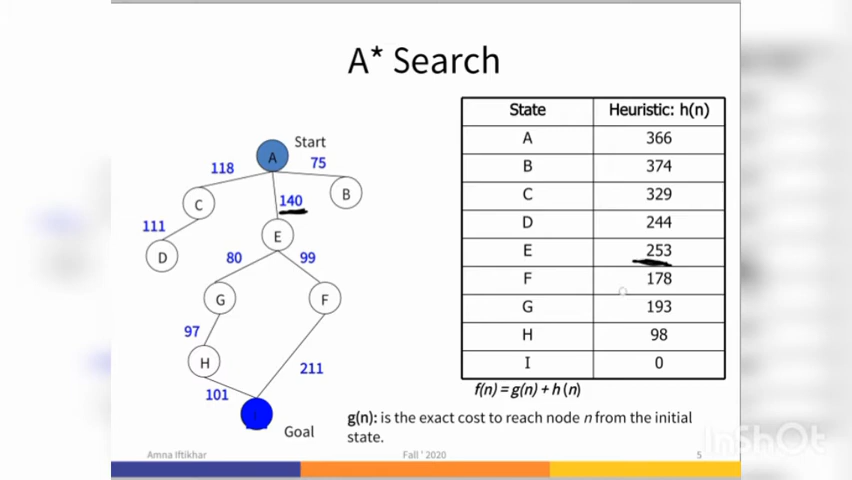 A* Search
Start
A
118
75
C
B
140
111
E
D
80
99
G
F
97
H
211
101
Goal
State Heuristic: h(n)
A 366
B 374
C 329
D 244
E 253
F 178
G 193
H 98
I 0
f(n) = g(n) + h (n)
g(n): is the exact cost to reach node n from the initial
state.
Amna Iftikhar Fall ' 2020 5
InShOt